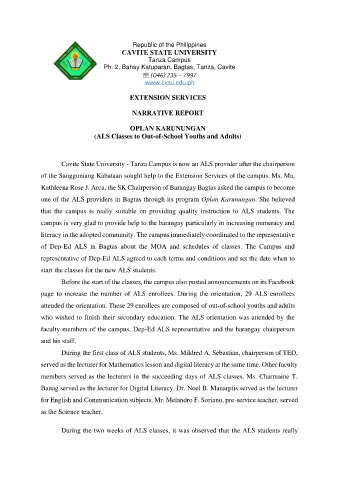 Republic of the Philippines
CAVITE STATE UNIVERSITY
Tanza Campus
Ph. 2, Bahay Katuparan, Bagtas, Tanza, Cavite
☏ (046) 235 – 7997
www.cvsu.edu.ph
EXTENSION SERVICES
NARRATIVE REPORT
OPLAN KARUNUNGAN
(ALS Classes to Out-of-School Youths and Adults)
Cavite State University - Tanza Campus is now an ALS provider after the chairperson
of the Sangguniang Kabataan sought help to the Extension Services of the campus. Ms. Ma,
Kathleena Rose J. Arca, the SK Chairperson of Barangay Bagtas asked the campus to become
one of the ALS providers in Bagtas through its program Oplan Karunungan. She believed
that the campus is really suitable on providing quality instruction to ALS students. The
campus is very glad to provide help to the barangay particularly in increasing numeracy and
literacy in the adopted community. The campus immediately coordinated to the representative
of Dep-Ed ALS in Bagtas about the MOA and schedules of classes. The Campus and
representative of Dep-Ed ALS agreed to each terms and conditions and set the date when to
start the classes for the new ALS students.
Before the start of the classes, the campus also posted announcements on its Facebook
page to increase the number of ALS enrollees. During the orientation, 29 ALS enrollees
attended the orientation. These 29 enrollees are composed of out-of-school youths and adults
who wished to finish their secondary education. The ALS orientation was attended by the
faculty members of the campus, Dep-Ed ALS representative and the barangay chairperson
and his staff.
During the first class of ALS students, Ms. Mildred A. Sebastian, chairperson of TED,
served as the lecturer for Mathematics lesson and digital literacy at the same time. Other faculty
members served as the lecturers in the succeeding days of ALS classes. Ms. Charmaine T.
Banag served as the lecturer for Digital Literacy. Dr. Noel B. Manarpiis served as the lecturer
for English and Communication subjects. Mr. Melandro F. Soriano, pre-service teacher, served
as the Science teacher.
During the two weeks of ALS classes, it was observed that the ALS students really